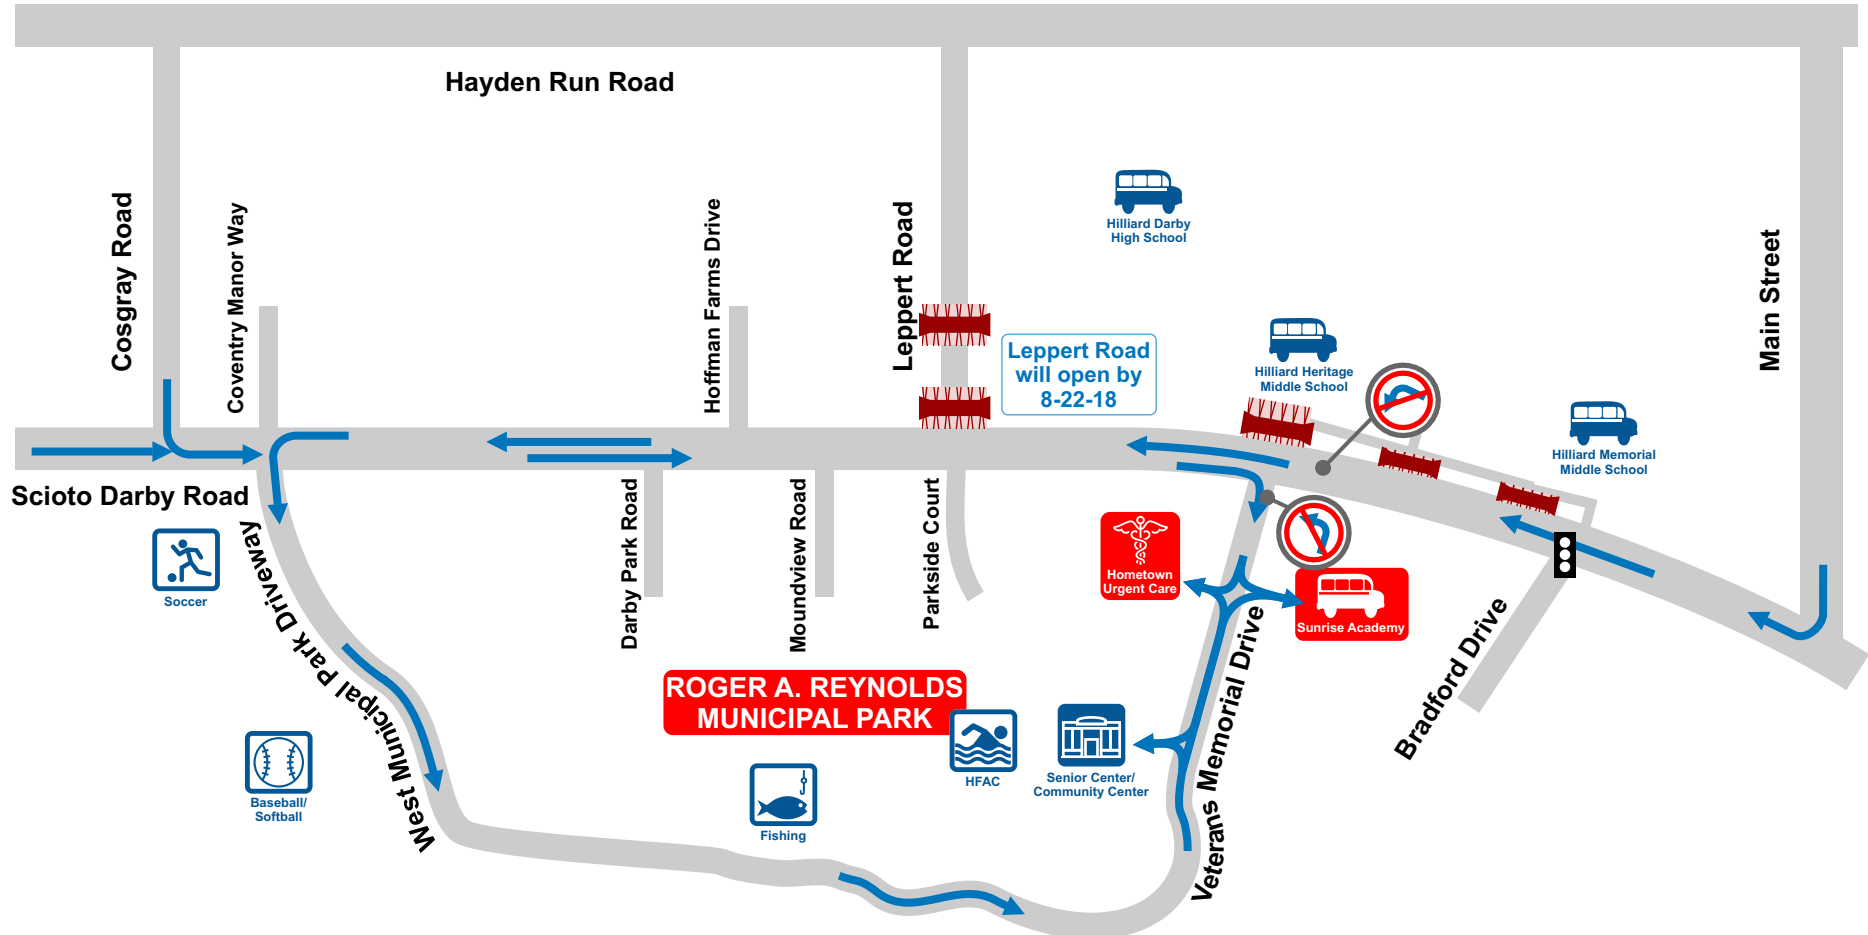 Hayden Run Road
Cosgray Road
Coventry Manor Way
Hoffman Farms Drive
Leppert Road
Hilliard Darby
High School
Main Street
Leppert Road
will open by
8-22-18
Hilliard Heritage
Middle School
Hilliard Memorial
Middle School
Scioto Darby Road
Soccer
West Municipal Park Driveway
Darby Park Road
Moundview Road
Parkside Court
Hometown
Urgent Care
Sunrise Academy
Veterans Memorial Drive
Bradford Drive
ROGER A. REYNOLDS
MUNICIPAL PARK
HFAC
Senior Center/
Community Center
Baseball/
Softball
Fishing